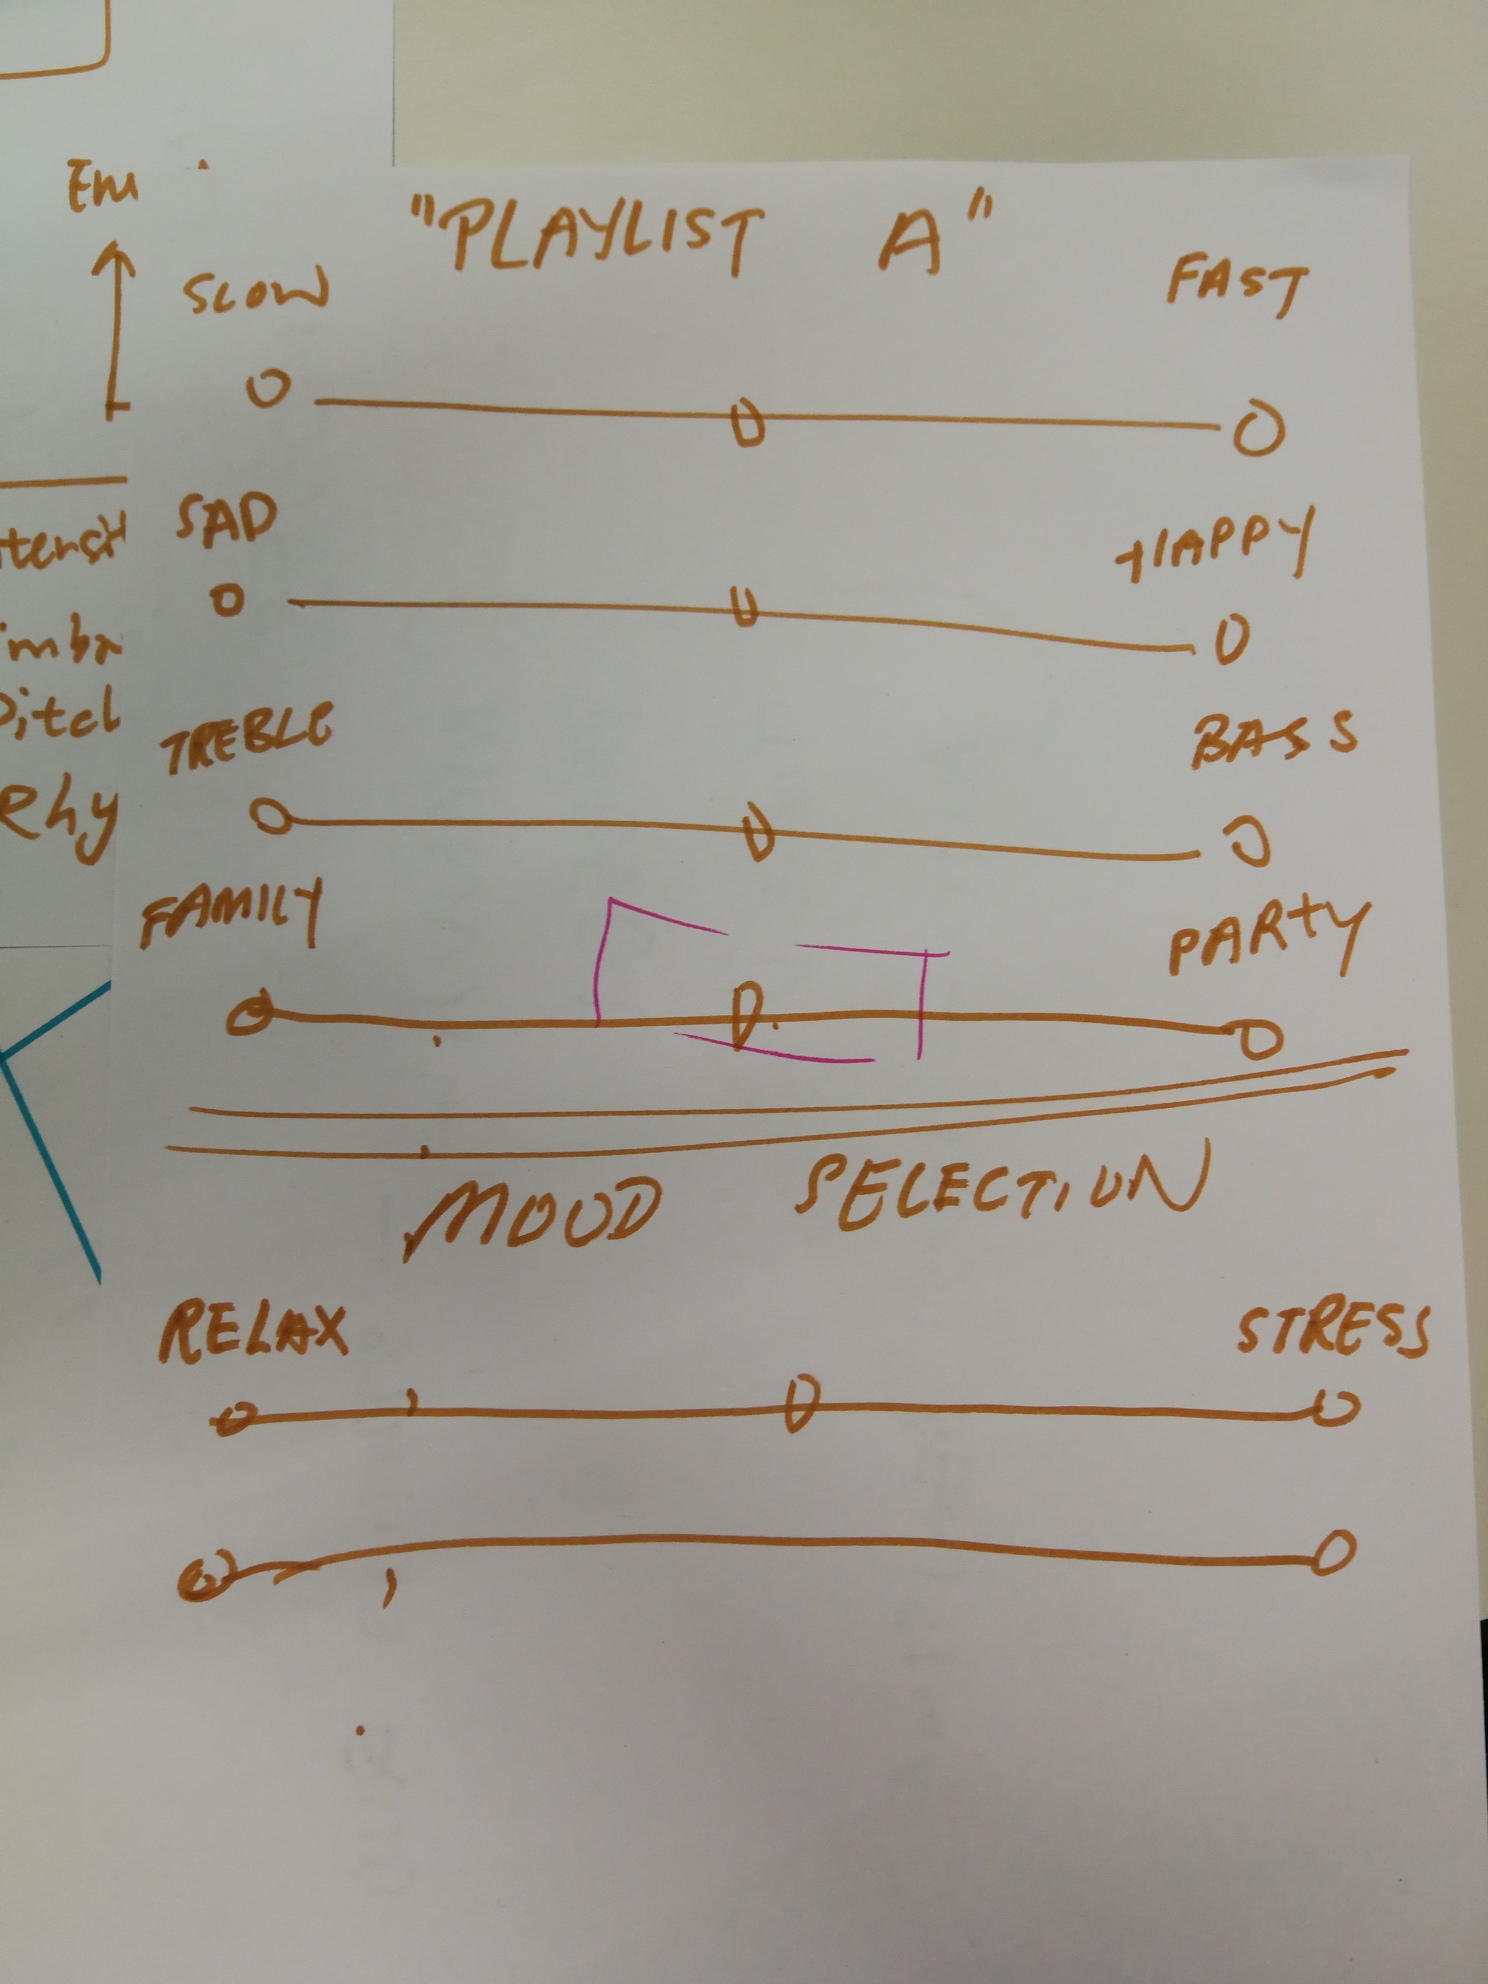 "PLAYLIST A"
SLOW FAST
SAD HAPPY
TREBLE BASS
FAMILY PARTY
MOOD SELECTION
RELAX STRESS
Em
tensit
imbr
Pitch
Rhy